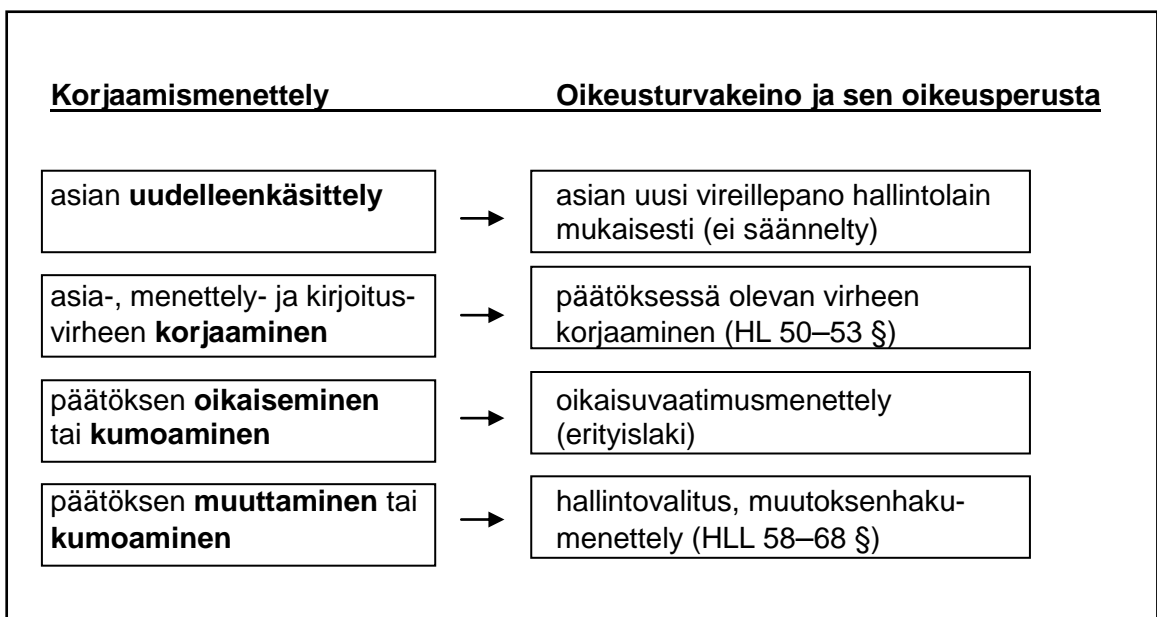 Korjaamismenettely Oikeusturvakeino ja sen oikeusperusta
asian uudelleenkäsittely
asian uusi vireillepano hallintolain
mukaisesti (ei säännelty)
asia-, menettely- ja kirjoitus-
virheen korjaaminen
päätöksessä olevan virheen
korjaaminen (HL 50–53 §)
päätöksen oikaiseminen
tai kumoaminen
oikaisuvaatimusmenettely
(erityislaki)
päätöksen muuttaminen tai
kumoaminen
hallintovalitus, muutoksenhaku-
menettely (HLL 58–68 §)